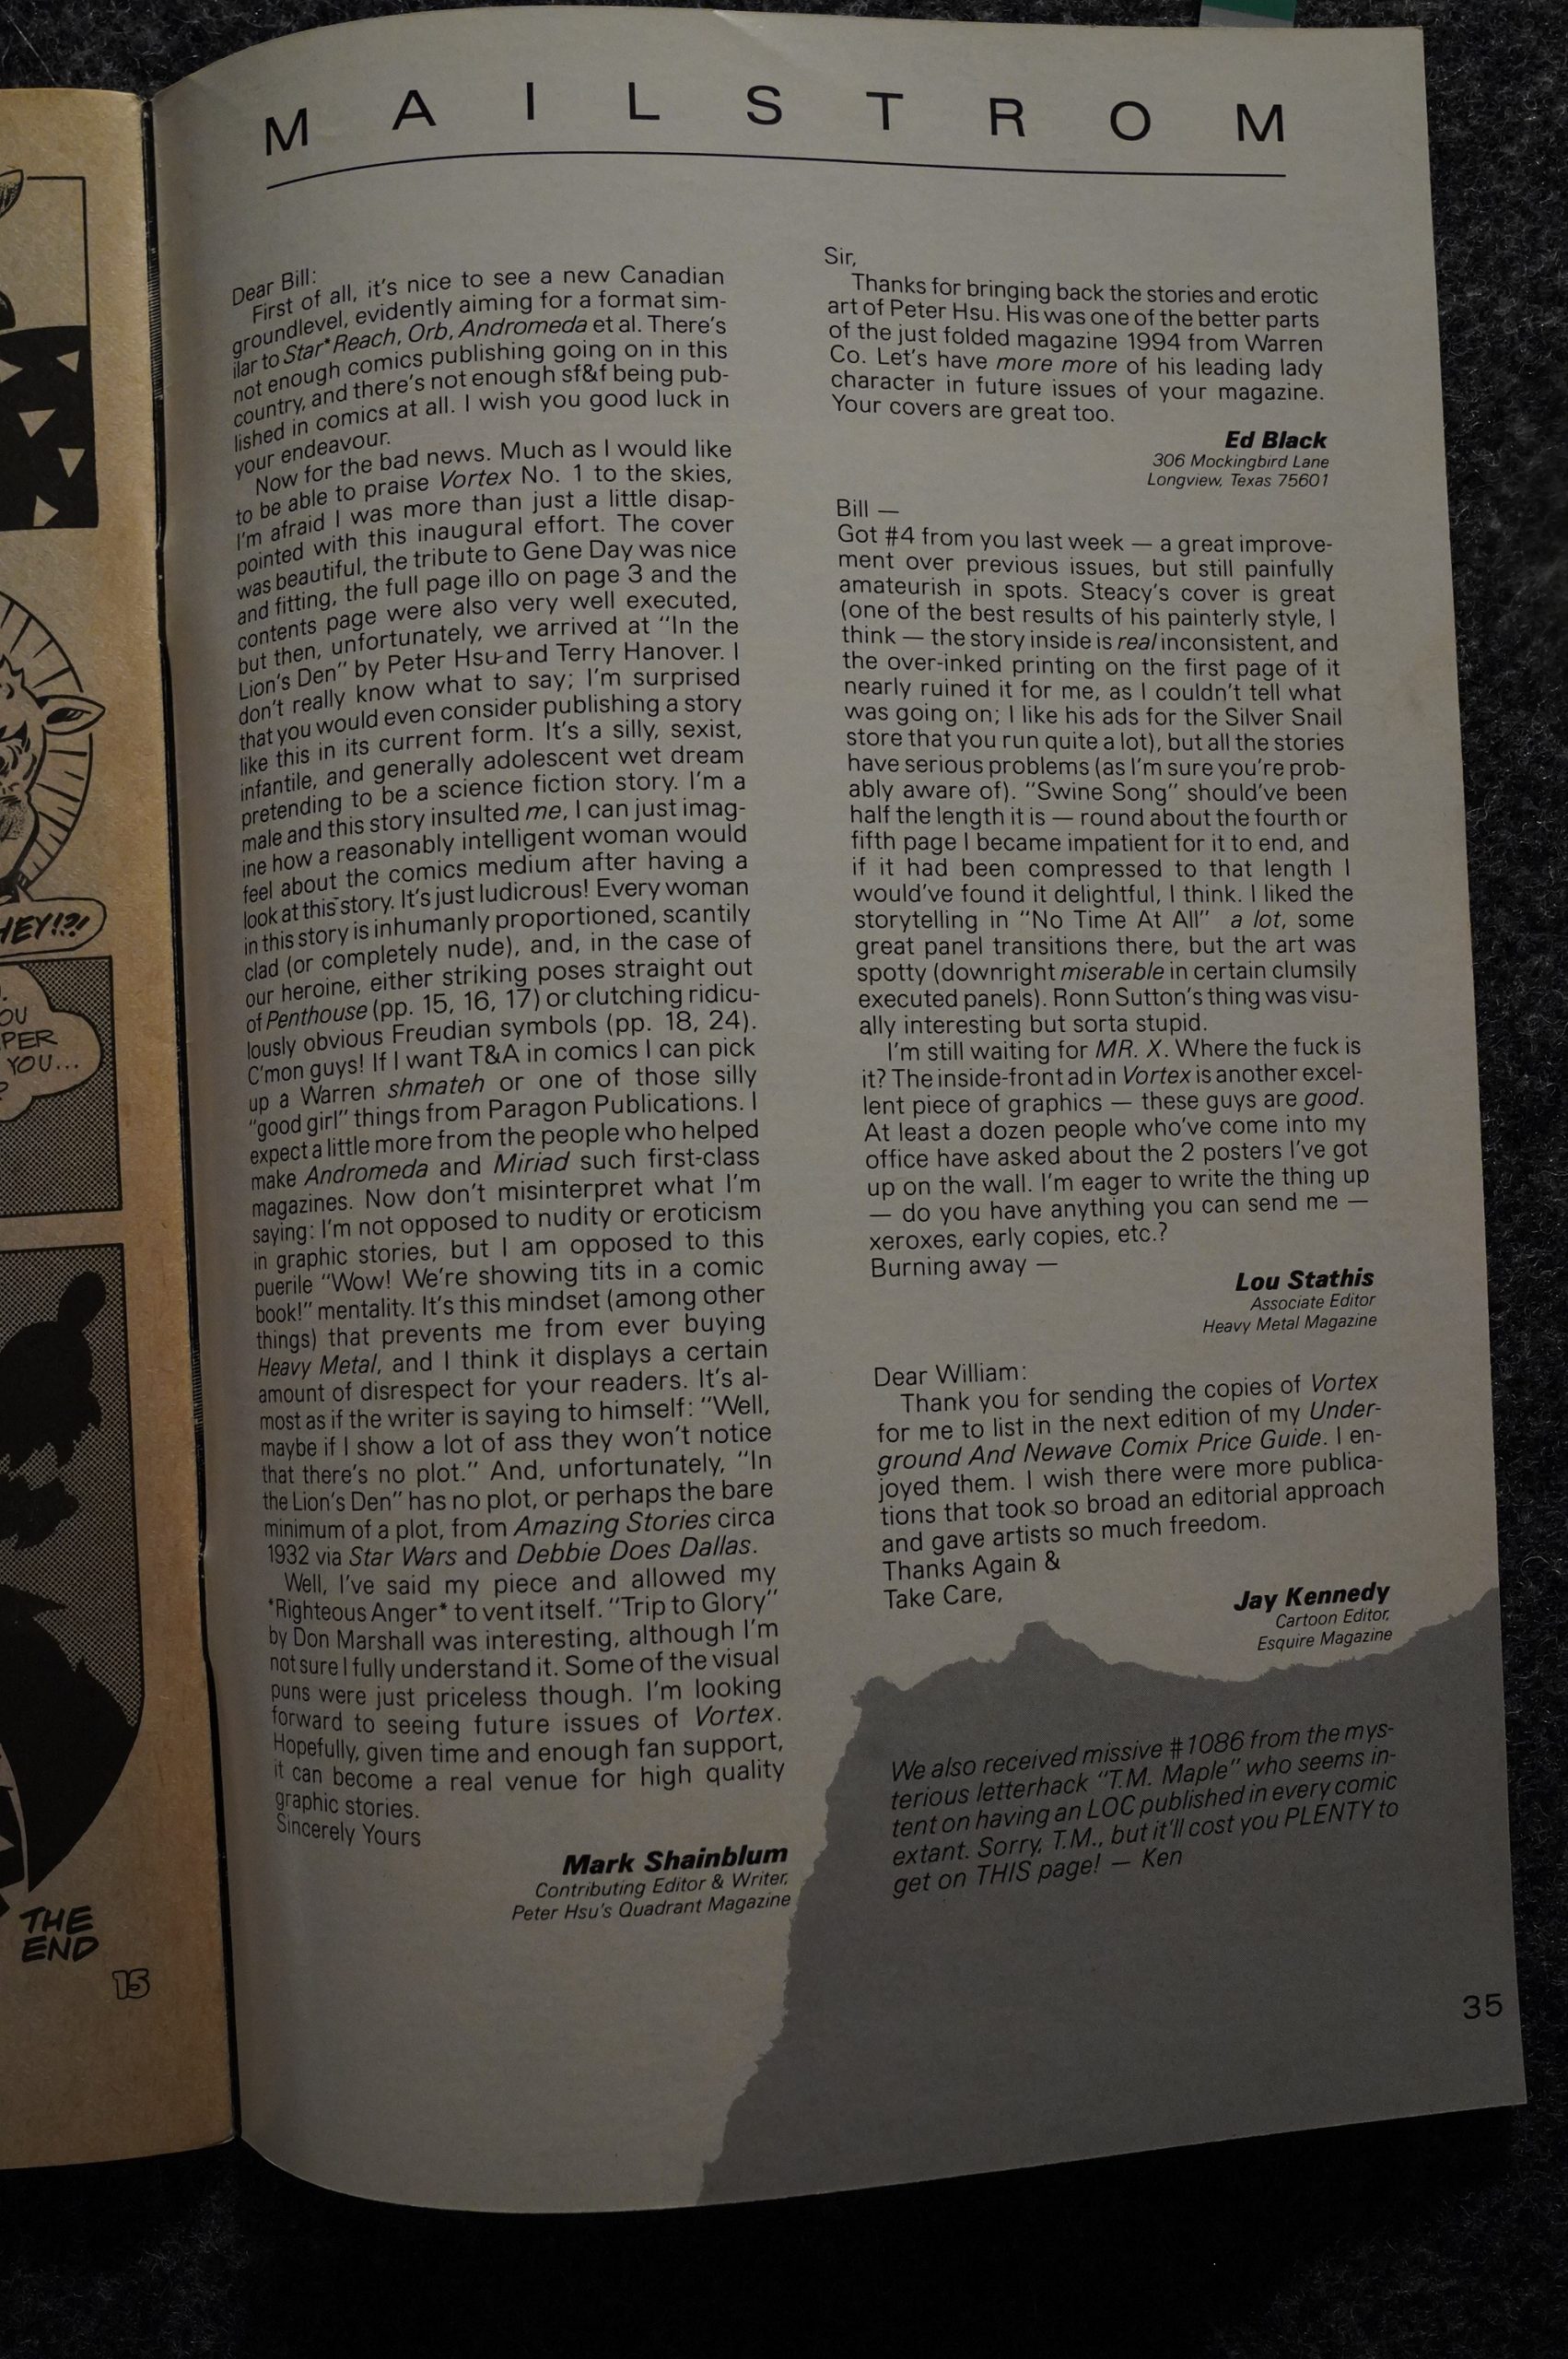 HEY!?!
OU
PER
YOU...
?
THE
END
15
M A I L S T R O M
Dear Bill:
First of all, it's nice to see a new Canadian
groundlevel, evidently aiming for a format sim-
ilar to Star*Reach, Orb, Andromeda et al. There's
not enough comics publishing going on in this
country, and there's not enough sf&f being pub-
lished in comics at all. I wish you good luck in
your endeavour.
Now for the bad news. Much as I would like
to be able to praise Vortex No. 1 to the skies,
I'm afraid I was more than just a little disap-
pointed with this inaugural effort. The cover
was beautiful, the tribute to Gene Day was nice
and fitting, the full page illo on page 3 and the
contents page were also very well executed,
but then, unfortunately, we arrived at "In the
Lion's Den" by Peter Hsu and Terry Hanover. I
don't really know what to say; I'm surprised
that you would even consider publishing a story
like this in its current form. It's a silly, sexist,
infantile, and generally adolescent wet dream
pretending to be a science fiction story. I'm a
male and this story insulted me, I can just imag-
ine how a reasonably intelligent woman would
feel about the comics medium after having a
look at this story. It's just ludicrous! Every woman
in this story is inhumanly proportioned, scantily
clad (or completely nude), and, in the case of
our heroine, either striking poses straight out
of Penthouse (pp. 15, 16, 17) or clutching ridicu-
lously obvious Freudian symbols (pp. 18, 24).
C'mon guys! If I want T&A in comics I can pick
up a Warren shmateh or one of those silly
"good girl" things from Paragon Publications. I
expect a little more from the people who helped
make Andromeda and Miriad such first-class
magazines. Now don't misinterpret what I'm
saying: I'm not opposed to nudity or eroticism
in graphic stories, but I am opposed to this
puerile "Wow! We're showing tits in a comic
book!" mentality. It's this mindset (among other
things) that prevents me from ever buying
Heavy Metal, and I think it displays a certain
amount of disrespect for your readers. It's al-
most as if the writer is saying to himself: "Well,
maybe if I show a lot of ass they won't notice
that there's no plot." And, unfortunately, "In
the Lion's Den" has no plot, or perhaps the bare
minimum of a plot, from Amazing Stories circa
1932 via Star Wars and Debbie Does Dallas.
Well, I've said my piece and allowed my
*Righteous Anger* to vent itself. "Trip to Glory"
by Don Marshall was interesting, although I'm
not sure I fully understand it. Some of the visual
puns were just priceless though. I'm looking
forward to seeing future issues of Vortex.
Hopefully, given time and enough fan support,
it can become a real venue for high quality
graphic stories.
Sincerely Yours
Mark Shainblum
Contributing Editor & Writer,
Peter Hsu's Quadrant Magazine
Sir,
Thanks for bringing back the stories and erotic
art of Peter Hsu. His was one of the better parts
of the just folded magazine 1994 from Warren
Co. Let's have more more of his leading lady
character in future issues of your magazine.
Your covers are great too.
Ed Black
306 Mockingbird Lane
Longview, Texas 75601
Bill —
Got #4 from you last week — a great improve-
ment over previous issues, but still painfully
amateurish in spots. Steacy's cover is great
(one of the best results of his painterly style, I
think — the story inside is real inconsistent, and
the over-inked printing on the first page of it
nearly ruined it for me, as I couldn't tell what
was going on; I like his ads for the Silver Snail
store that you run quite a lot), but all the stories
have serious problems (as I'm sure you're prob-
ably aware of). "Swine Song" should've been
half the length it is — round about the fourth or
fifth page I became impatient for it to end, and
if it had been compressed to that length I
would've found it delightful, I think. I liked the
storytelling in "No Time At All" a lot, some
great panel transitions there, but the art was
spotty (downright miserable in certain clumsily
executed panels). Ronn Sutton's thing was visu-
ally interesting but sorta stupid.
I'm still waiting for MR. X. Where the fuck is
it? The inside-front ad in Vortex is another excel-
lent piece of graphics — these guys are good.
At least a dozen people who've come into my
office have asked about the 2 posters I've got
up on the wall. I'm eager to write the thing up
— do you have anything you can send me —
xeroxes, early copies, etc.?
Burning away —
Lou Stathis
Associate Editor
Heavy Metal Magazine
Dear William:
Thank you for sending the copies of Vortex
for me to list in the next edition of my Under-
ground And Newave Comix Price Guide. I en-
joyed them. I wish there were more publica-
tions that took so broad an editorial approach
and gave artists so much freedom.
Thanks Again &
Take Care,
Jay Kennedy
Cartoon Editor,
Esquire Magazine
We also received missive #1086 from the mys-
terious letterhack "T.M. Maple" who seems in-
tent on having an LOC published in every comic
extant. Sorry, T.M., but it'll cost you PLENTY to
get on THIS page! — Ken
35